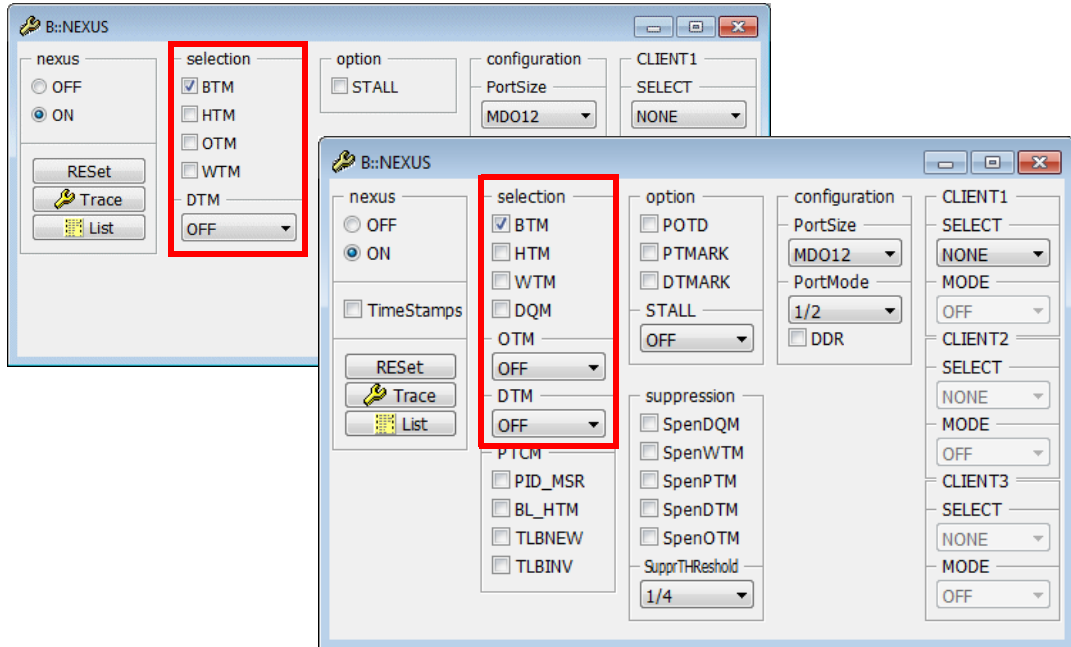 B::NEXUS
nexus
OFF
ON
RESet
Trace
List
selection
BTM
HTM
OTM
WTM
DTM
OFF
option
STALL
configuration
PortSize
MDO12
CLIENT1
SELECT
NONE
B::NEXUS
nexus
OFF
ON
TimeStamps
RESet
Trace
List
selection
BTM
HTM
WTM
DQM
OTM
OFF
DTM
OFF
PTCM
PID_MSR
BL_HTM
TLBNEW
TLBINV
option
POTD
PTMARK
DTMARK
STALL
OFF
suppression
SpenDQM
SpenWTM
SpenPTM
SpenDTM
SpenOTM
SupprTHReshold
1/4
configuration
PortSize
MDO12
PortMode
1/2
DDR
CLIENT1
SELECT
NONE
MODE
OFF
CLIENT2
SELECT
NONE
MODE
OFF
CLIENT3
SELECT
NONE
MODE
OFF